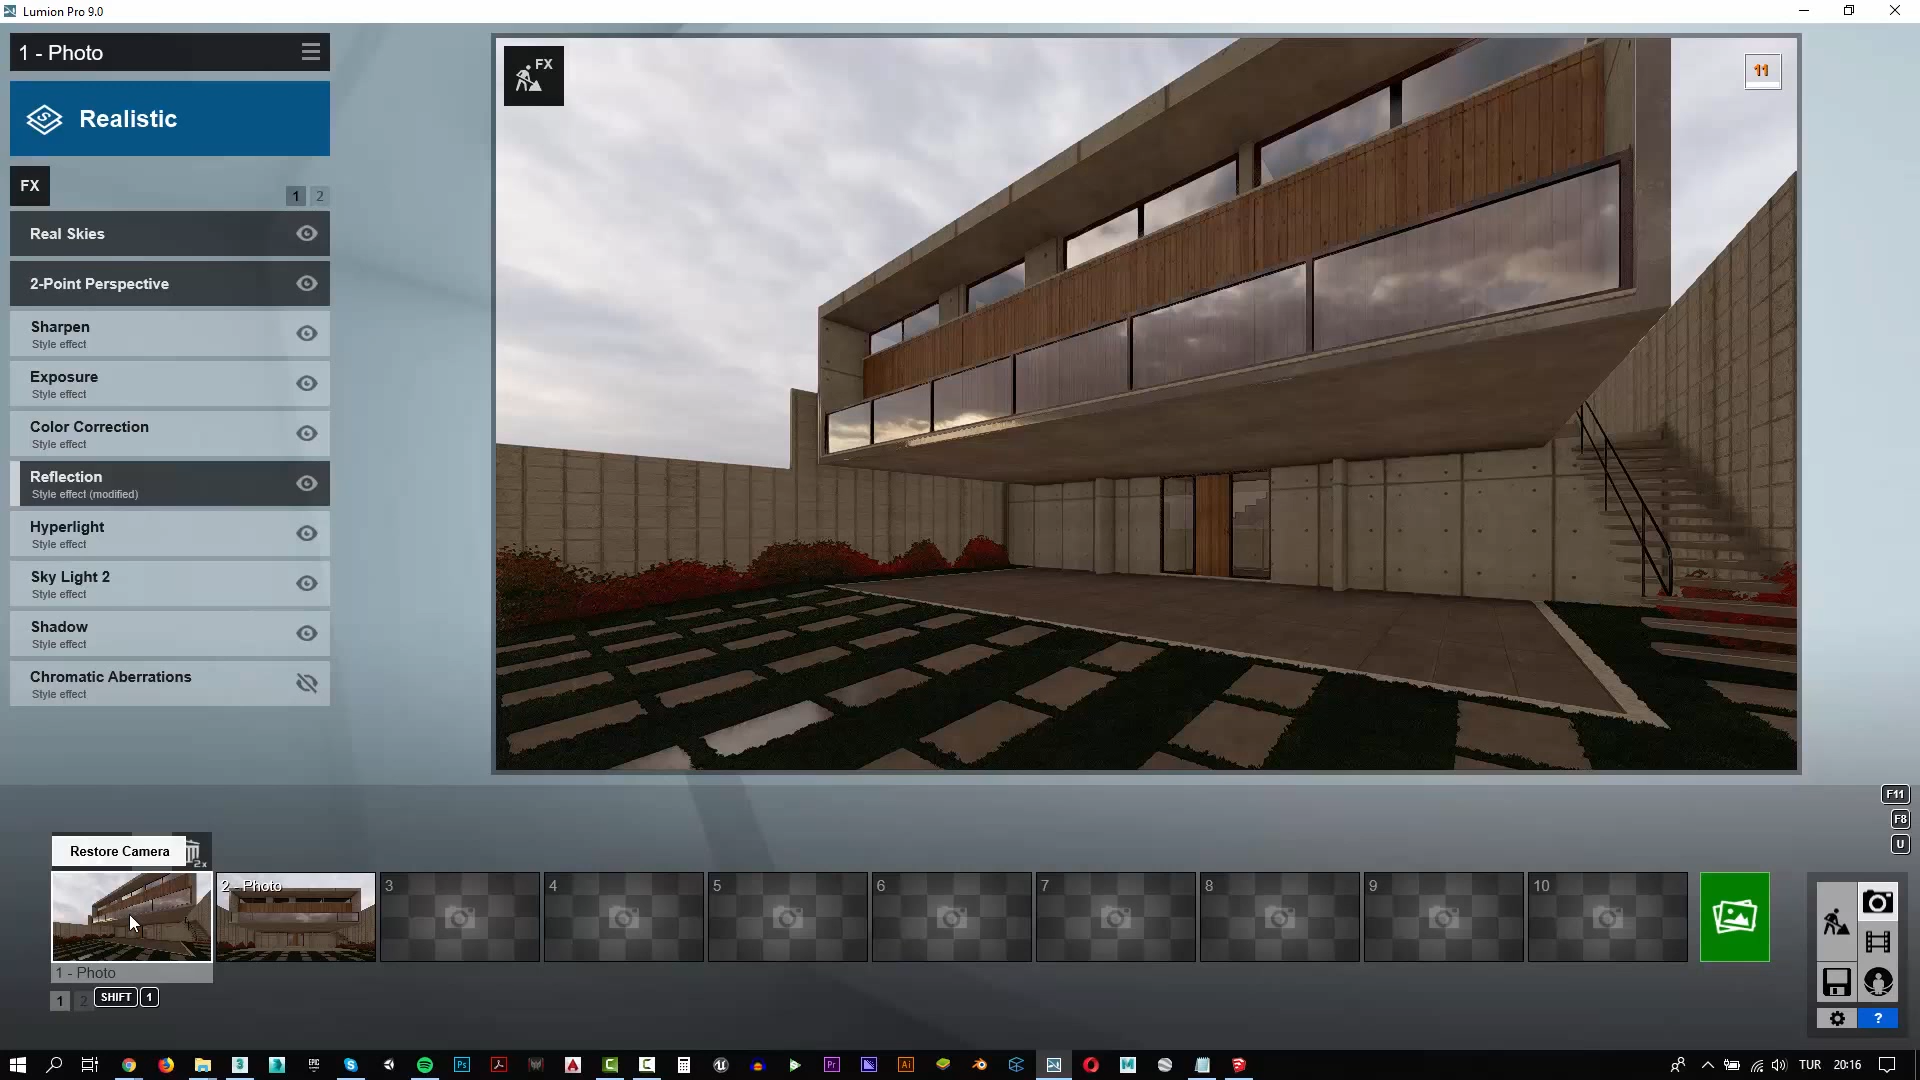 Lumion Pro 9.0
1 - Photo
Realistic
FX
1 2
Real Skies
2-Point Perspective
Sharpen
Style effect
Exposure
Style effect
Color Correction
Style effect
Reflection
Style effect (modified)
Hyperlight
Style effect
Sky Light 2
Style effect
Shadow
Style effect
Chromatic Aberrations
Style effect
FX
11
F11
F8
U
Restore Camera
2x
2 - Photo
3
4
5
6
7
8
9
10
1 - Photo
1 2
SHIFT 1
?
TUR
20:16